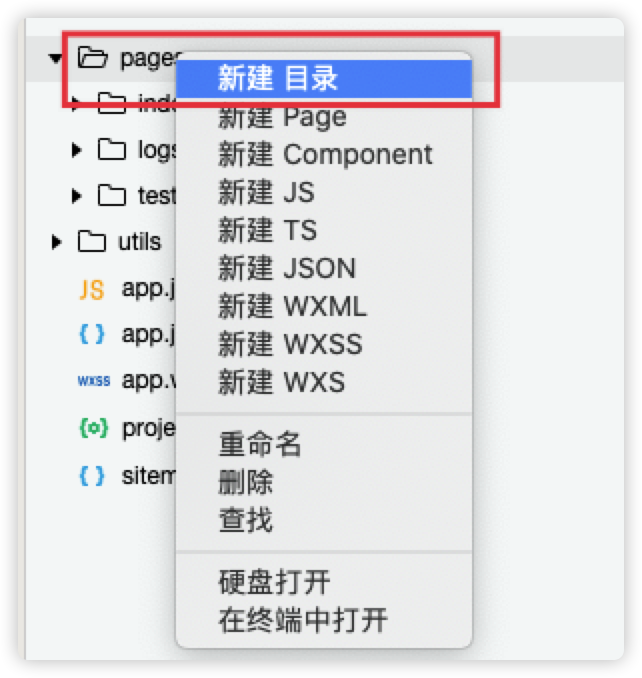 pages
新建 目录
新建 Page
新建 Component
新建 JS
新建 TS
新建 JSON
新建 WXML
新建 WXSS
新建 WXS
重命名
删除
查找
硬盘打开
在终端中打开
logs
test
utils
JS app.j
{ } app.j
wxss app.
{o} proje
{ } sitem